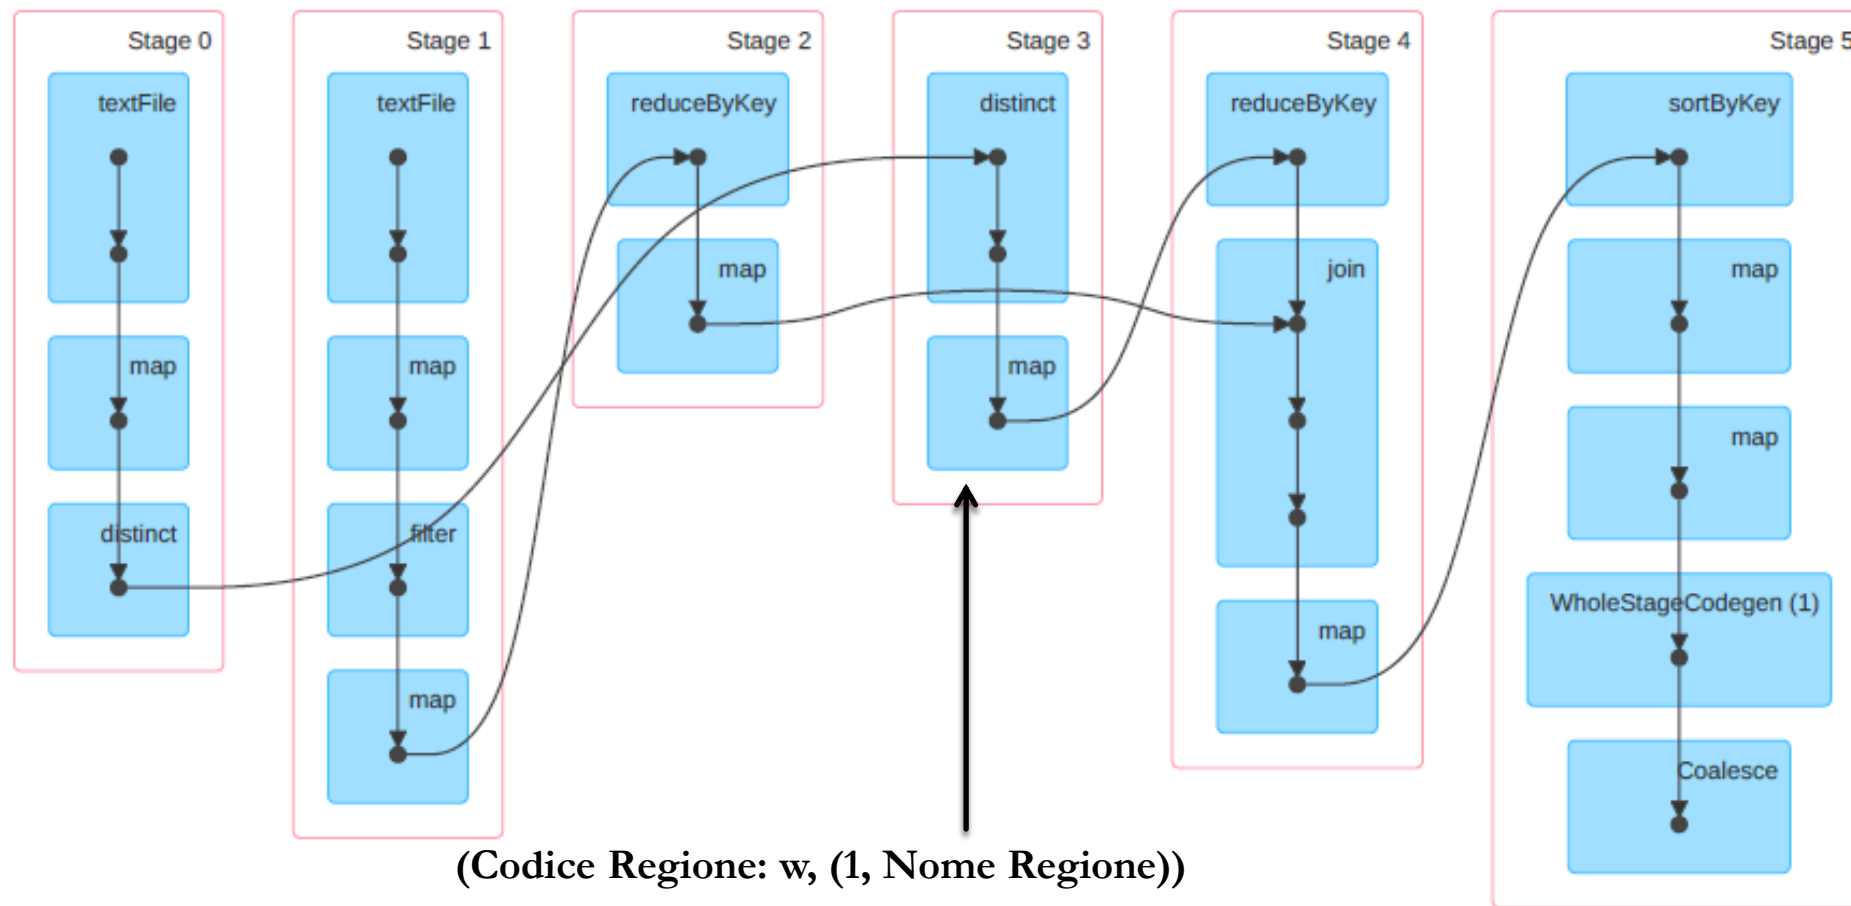 Stage 0
textFile
map
distinct
Stage 1
textFile
map
filter
map
Stage 2
reduceByKey
map
Stage 3
distinct
map
Stage 4
reduceByKey
join
map
Stage 5
sortByKey
map
map
WholeStageCodegen (1)
Coalesce
(Codice Regione: w, (1, Nome Regione))